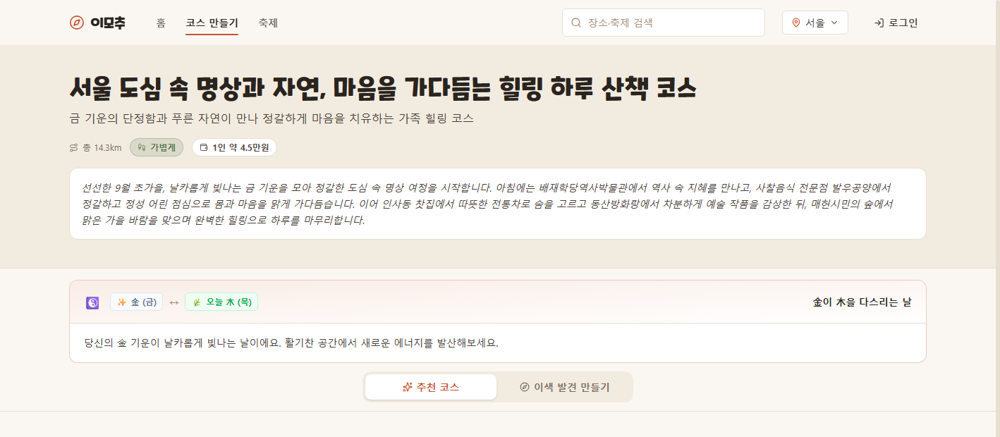 이모추 홈 코스 만들기 축제 장소·축제 검색 서울 로그인
서울 도심 속 명상과 자연, 마음을 가다듬는 힐링 하루 산책 코스
금 기운의 단정함과 푸른 자연이 만나 정갈하게 마음을 치유하는 가족 힐링 코스
총 14.3km 가볍게 1인 약 4.5만원
선선한 9월 초가을, 날카롭게 빛나는 금 기운을 모아 정갈한 도심 속 명상 여정을 시작합니다. 아침에는 배재학당역사박물관에서 역사 속 지혜를 만나고, 사찰음식 전문점 발우공양에서
정갈하고 정성 어린 점심으로 몸과 마음을 맑게 가다듬습니다. 이어 인사동 찻집에서 따뜻한 전통차로 숨을 고르고 동산방화랑에서 차분하게 예술 작품을 감상한 뒤, 매헌시민의 숲에서
맑은 가을 바람을 맞으며 완벽한 힐링으로 하루를 마무리합니다.
☯ ✨ 金 (금) ↔ 🌿 오늘 木 (목) 金이 木을 다스리는 날
당신의 金 기운이 날카롭게 빛나는 날이에요. 활기찬 공간에서 새로운 에너지를 발산해보세요.
추천 코스 이색 발견 만들기